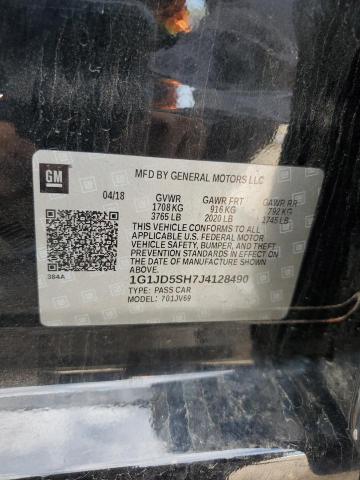 GM
MFD BY GENERAL MOTORS LLC
04/18 GVWR GAWR FRT GAWR RR
1708 KG 916 KG 792 KG
3765 LB 2020 LB 1745 LB
THIS VEHICLE CONFORMS TO ALL
APPLICABLE U.S. FEDERAL MOTOR
VEHICLE SAFETY, BUMPER, AND THEFT
PREVENTION STANDARDS IN EFFECT ON THE
DATE OF MANUFACTURE SHOWN ABOVE.
384A
1G1JD5SH7J4128490
TYPE: PASS CAR
MODEL: 701JV69